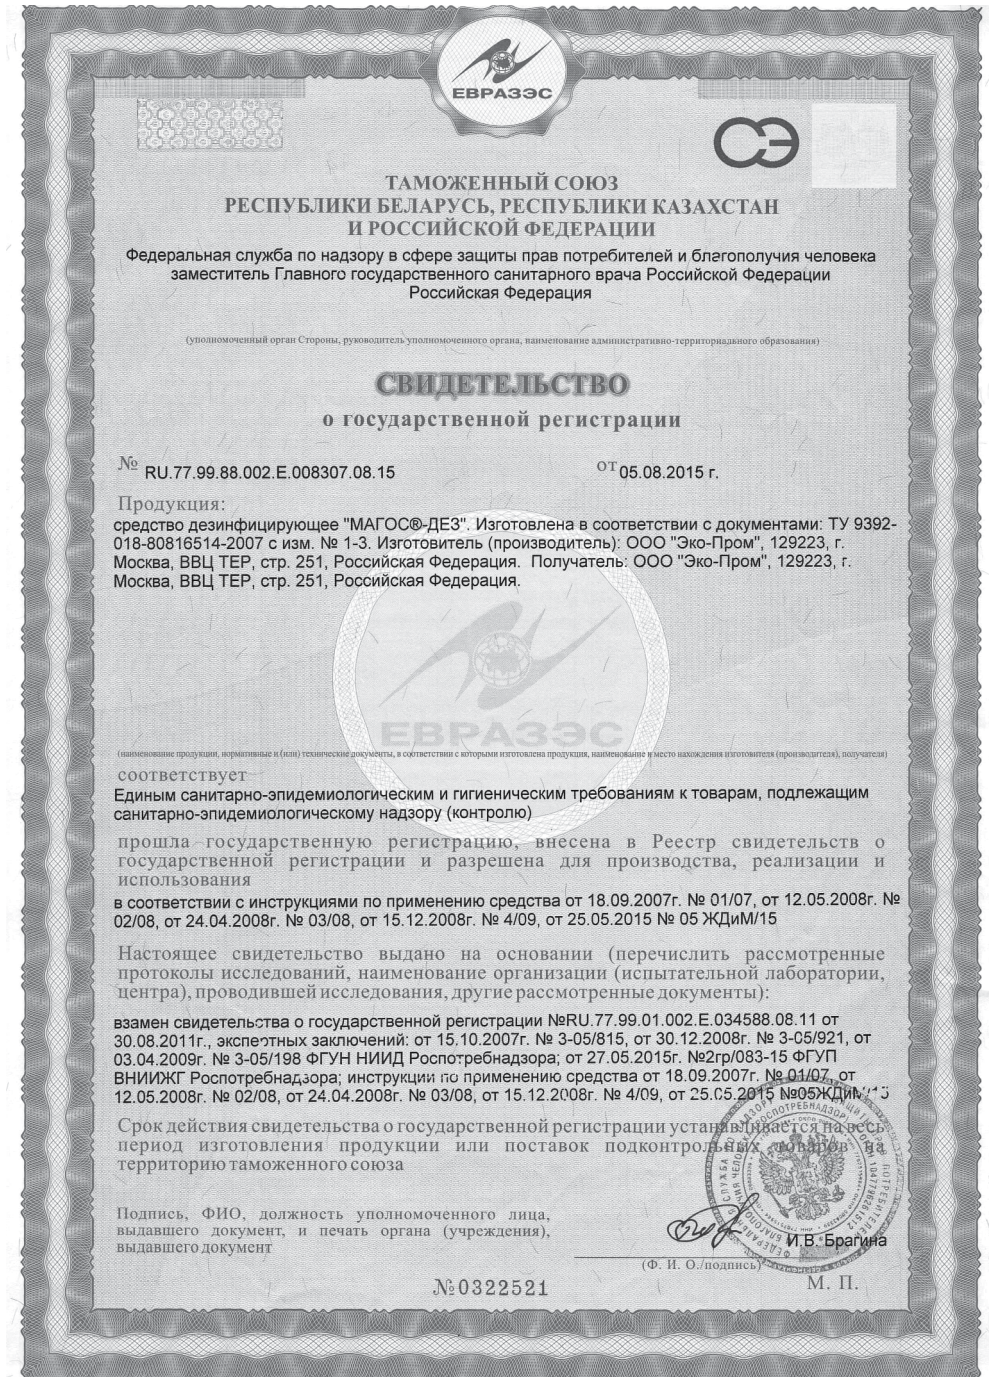 ЕВРАЗЭС
СЭ
ТАМОЖЕННЫЙ СОЮЗ
РЕСПУБЛИКИ БЕЛАРУСЬ, РЕСПУБЛИКИ КАЗАХСТАН
И РОССИЙСКОЙ ФЕДЕРАЦИИ
Федеральная служба по надзору в сфере защиты прав потребителей и благополучия человека
заместитель Главного государственного санитарного врача Российской Федерации
Российская Федерация
(уполномоченный орган Стороны, руководитель уполномоченного органа, наименование административно-территориального образования)
СВИДЕТЕЛЬСТВО
о государственной регистрации
№ RU.77.99.88.002.Е.008307.08.15 от 05.08.2015 г.
Продукция:
средство дезинфицирующее "МАГОС®-ДЕЗ". Изготовлена в соответствии с документами: ТУ 9392-
018-80816514-2007 с изм. № 1-3. Изготовитель (производитель): ООО "Эко-Пром", 129223, г.
Москва, ВВЦ ТЕР, стр. 251, Российская Федерация. Получатель: ООО "Эко-Пром", 129223, г.
Москва, ВВЦ ТЕР, стр. 251, Российская Федерация.
ЕВРАЗЭС
(наименование продукции, нормативные и (или) технические документы, в соответствии с которыми изготовлена продукция, наименование и место нахождения изготовителя (производителя), получателя)
соответствует
Единым санитарно-эпидемиологическим и гигиеническим требованиям к товарам, подлежащим
санитарно-эпидемиологическому надзору (контролю)
прошла государственную регистрацию, внесена в Реестр свидетельств о
государственной регистрации и разрешена для производства, реализации и
использования
в соответствии с инструкциями по применению средства от 18.09.2007г. № 01/07, от 12.05.2008г. №
02/08, от 24.04.2008г. № 03/08, от 15.12.2008г. № 4/09, от 25.05.2015 № 05 ЖДиМ/15
Настоящее свидетельство выдано на основании (перечислить рассмотренные
протоколы исследований, наименование организации (испытательной лаборатории,
центра), проводившей исследования, другие рассмотренные документы):
взамен свидетельства о государственной регистрации №RU.77.99.01.002.Е.034588.08.11 от
30.08.2011г., экспертных заключений: от 15.10.2007г. № 3-05/815, от 30.12.2008г. № 3-05/921, от
03.04.2009г. № 3-05/198 ФГУН НИИД Роспотребнадзора; от 27.05.2015г. №2гр/083-15 ФГУП
ВНИИЖГ Роспотребнадзора; инструкции по применению средства от 18.09.2007г. № 01/07, от
12.05.2008г. № 02/08, от 24.04.2008г. № 03/08, от 15.12.2008г. № 4/09, от 25.05.2015 №05ЖДиМ/15
Срок действия свидетельства о государственной регистрации устанавливается на весь
период изготовления продукции или поставок подконтрольных товаров на
территорию таможенного союза
Подпись, ФИО, должность уполномоченного лица,
выдавшего документ, и печать органа (учреждения),
выдавшего документ
И.В. Брагина
(Ф. И. О./подпись)
М. П.
№0322521